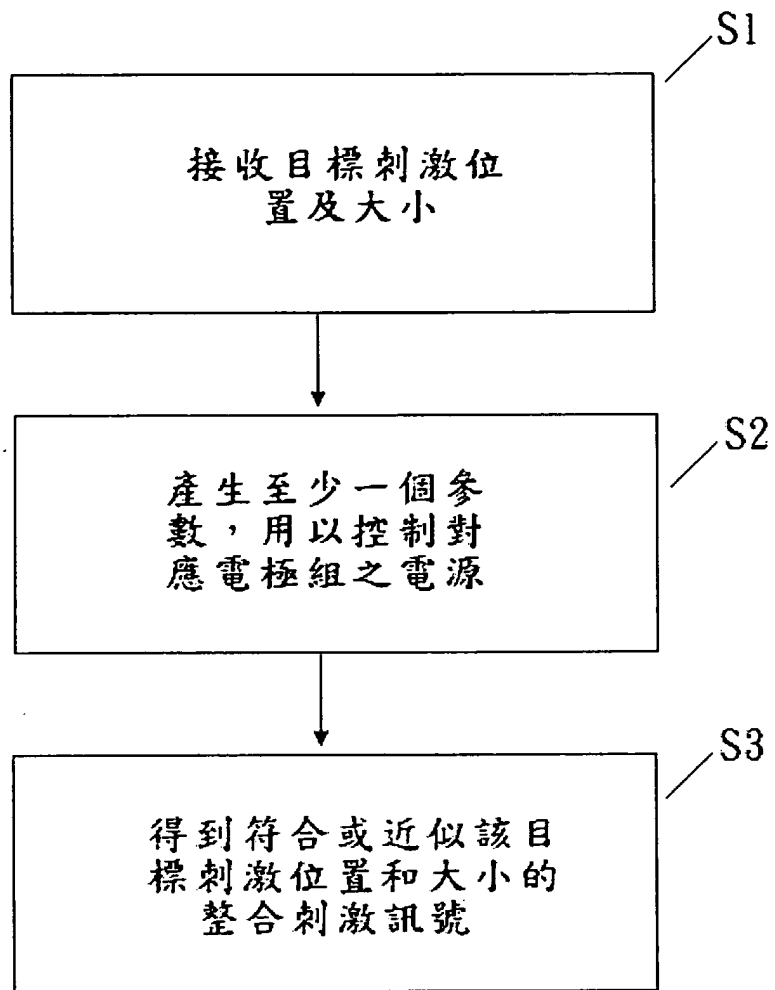 S1
接收目標刺激位
置及大小
S2
產生至少一個參
數，用以控制對
應電極組之電源
S3
得到符合或近似該目
標刺激位置和大小的
整合刺激訊號